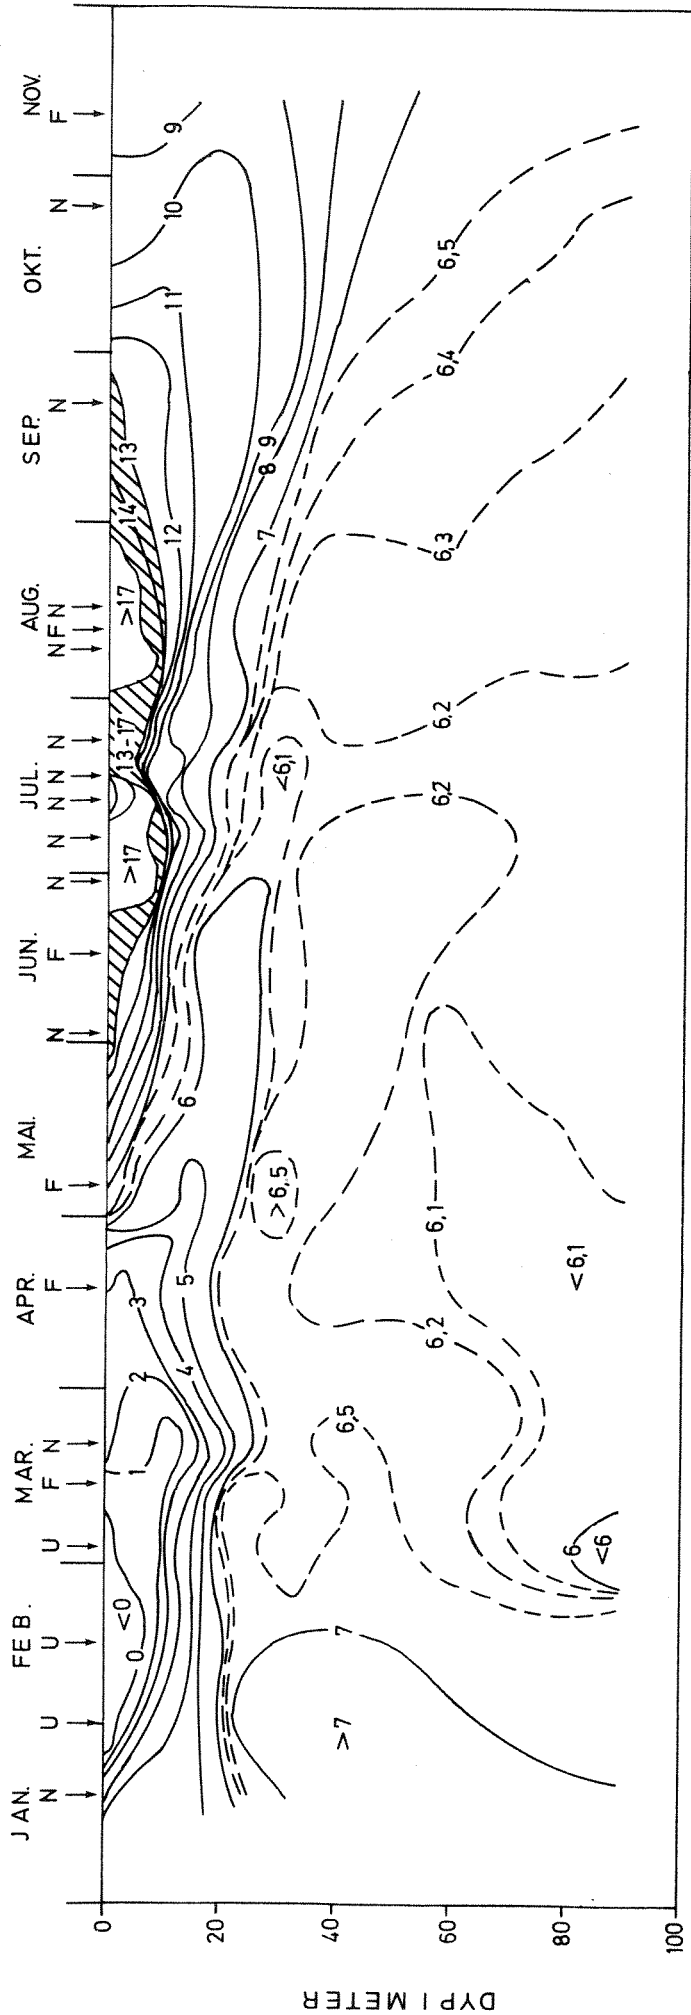 JAN. FEB. MAR. APR. MAI. JUN. JUL. AUG. SEP. OKT. NOV.
N U U U F N F F N F N N N N N N F N N N F
0 <0 1 2 3 >17 13-17 >17 14 13
4 5 6 12 11 10 9
>7 7 6,5 >6,5 <6,1 7 8 9
6,2 6,1 6,2 6,2 6,3 6,4 6,5
6 <6 <6,1
0
20
40
60
80
100
DYP I METER